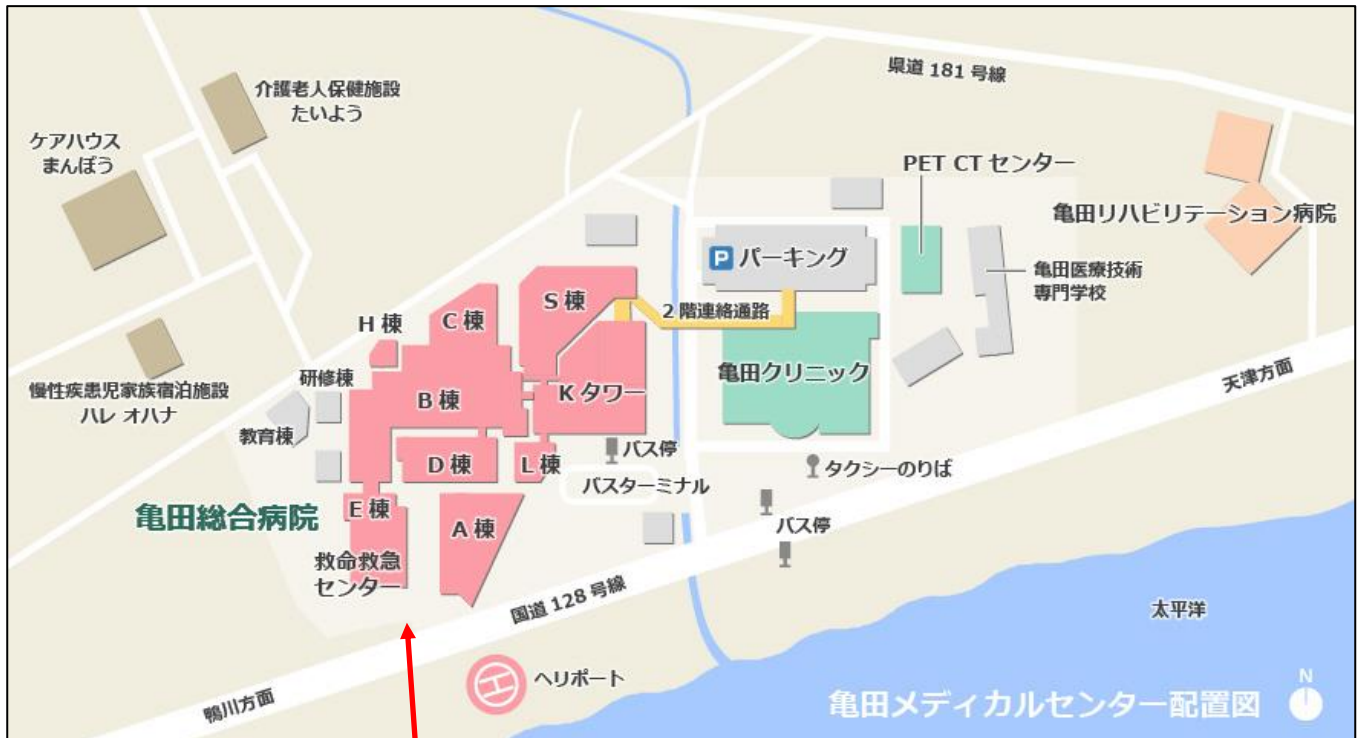 県道 181 号線
介護老人保健施設
たいよう
ケアハウス
まんぼう
PET CT センター
亀田リハビリテーション病院
P パーキング
亀田医療技術
専門学校
S 棟
2 階連絡通路
C 棟
H 棟
研修棟
慢性疾患児家族宿泊施設
ハレ オハナ
B 棟
K タワー
亀田クリニック
天津方面
教育棟
D 棟
L 棟
バス停
バスターミナル
タクシーのりば
亀田総合病院
E 棟
A 棟
バス停
救命救急
センター
国道 128 号線
太平洋
H ヘリポート
鴨川方面
亀田メディカルセンター配置図
N